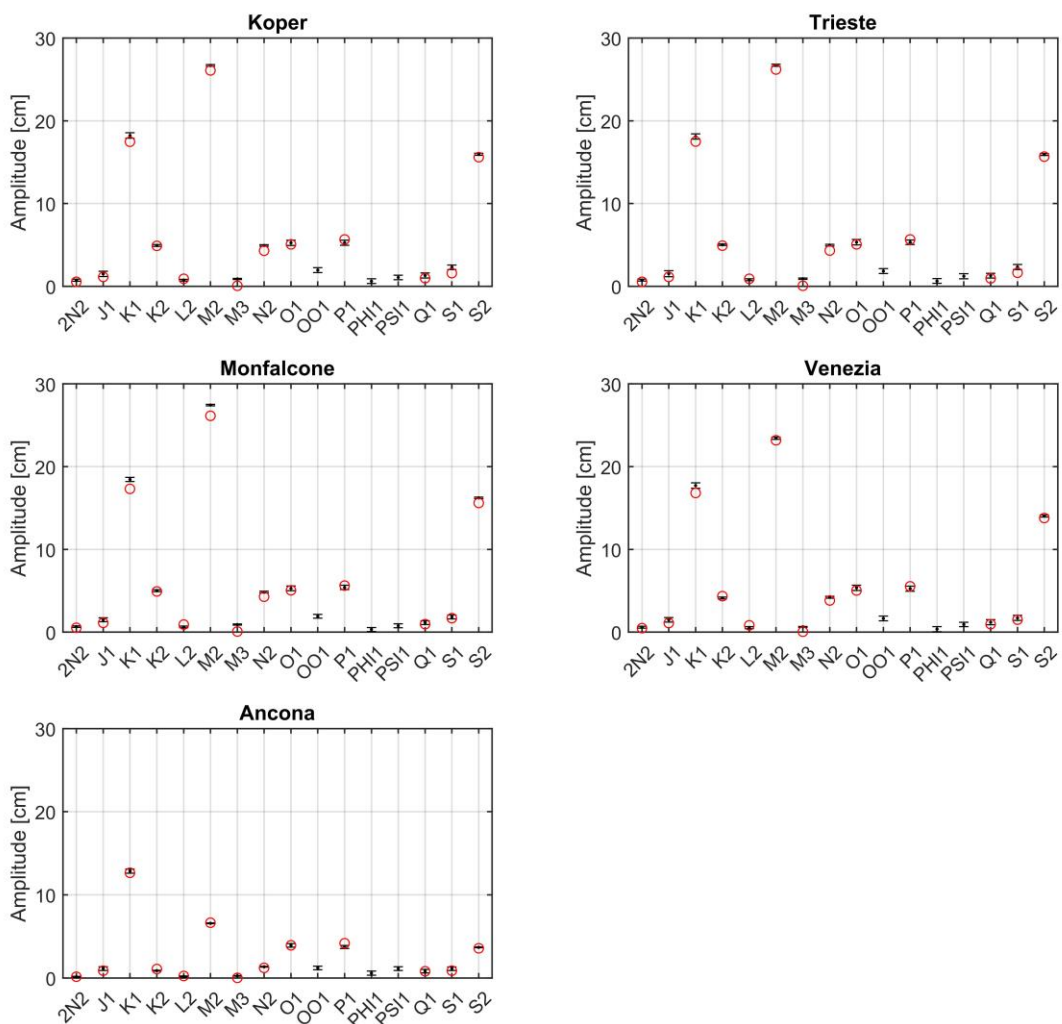 Koper
Amplitude [cm]
30
20
10
0
2N2 J1 K1 K2 L2 M2 M3 N2 O1 OO1 P1 PHI1 PSI1 Q1 S1 S2
Trieste
Amplitude [cm]
30
20
10
0
2N2 J1 K1 K2 L2 M2 M3 N2 O1 OO1 P1 PHI1 PSI1 Q1 S1 S2
Monfalcone
Amplitude [cm]
30
20
10
0
2N2 J1 K1 K2 L2 M2 M3 N2 O1 OO1 P1 PHI1 PSI1 Q1 S1 S2
Venezia
Amplitude [cm]
30
20
10
0
2N2 J1 K1 K2 L2 M2 M3 N2 O1 OO1 P1 PHI1 PSI1 Q1 S1 S2
Ancona
Amplitude [cm]
30
20
10
0
2N2 J1 K1 K2 L2 M2 M3 N2 O1 OO1 P1 PHI1 PSI1 Q1 S1 S2